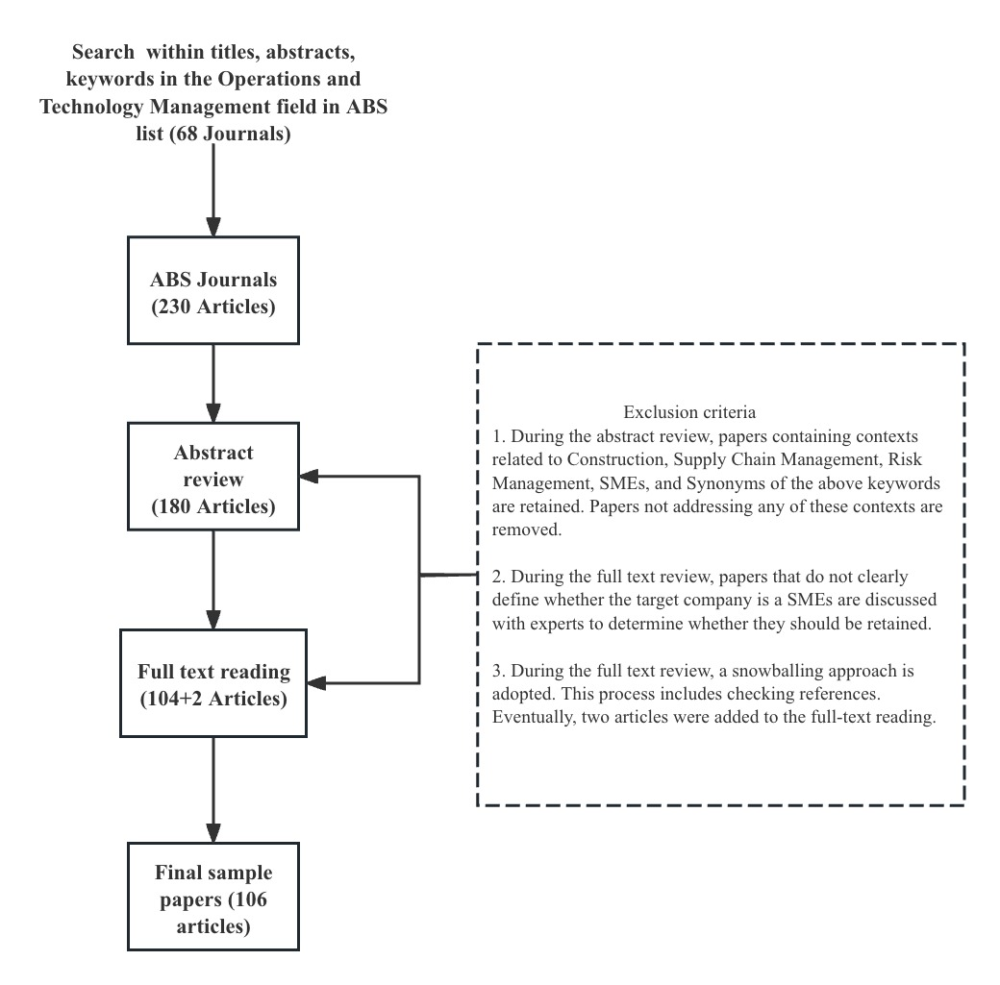 Search  within titles, abstracts,
keywords in the Operations and
Technology Management field in ABS
list (68 Journals)
ABS Journals
(230 Articles)
Abstract
review
(180 Articles)
Full text reading
(104+2 Articles)
Final sample
papers (106
articles)
Exclusion criteria
1. During the abstract review, papers containing contexts
related to Construction, Supply Chain Management, Risk
Management, SMEs, and Synonyms of the above keywords
are retained. Papers not addressing any of these contexts are
removed.
2. During the full text review, papers that do not clearly
define whether the target company is a SMEs are discussed
with experts to determine whether they should be retained.
3. During the full text review, a snowballing approach is
adopted. This process includes checking references.
Eventually, two articles were added to the full-text reading.